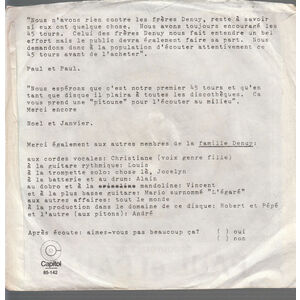 "Nous n'avons rien contre les frères Denuy, reste à savoir
si eux ont quelque chose. Nous avons toujours encouragé les
45 tours. Celui des frères Denuy nous fait entendre un bel
effort mais le public devra également faire sa part. Nous
demandons donc à la population d'écouter attentivement ce
45 tours avant de l'acheter".
Paul et Paul.
"Nous espérons que c'est notre premier 45 tours et qu'en
tant que disque il plaira à toutes les discothèques. Ca
vous prend une "pitoune" pour l'écouter au milieu".
Merci encore
Noel et Janvier.
Merci également aux autres membres de la famille Denuy:
aux cordes vocales: Christiane (voix genre fille)
à la guitare rythmique: Louis
à la trompette solo: chose là, Jocelyn
à la batterie et au drum: Alain
au dobro et à la mandoline: Vincent
et à la plus basse guitare: Mario surnommé "L'égaré"
aux autres affaires: tout le monde
à la production dans le domaine de ce disque: Robert et Pépé
et l'autre (aux pitons): André
Après écoute: aimez-vous pas beaucoup ça? ( ) oui
( ) non
Capitol
85-142